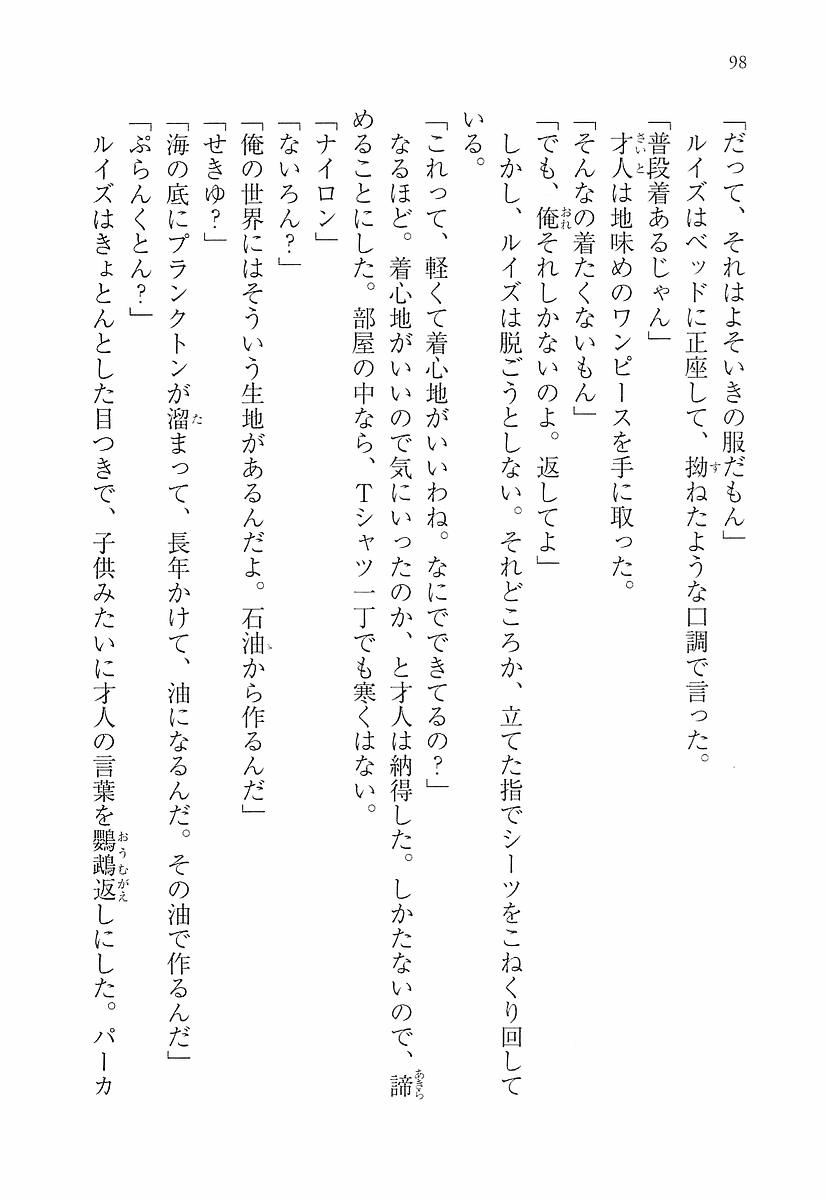 98
「だって、それはよそいきの服だもん」
ルイズはベッドに正座して、拗ねたような口調で言った。
「普段着あるじゃん」
才人は地味めのワンピースを手に取った。
「そんなの着たくないもん」
「でも、俺それしかないのよ。返してよ」
しかし、ルイズは脱ごうとしない。それどころか、立てた指でシーツをこねくり回して
いる。
「これって、軽くて着心地がいいわね。なにでできてるの？」
なるほど。着心地がいいので気にいったのか、と才人は納得した。しかたないので、諦
めることにした。部屋の中なら、Ｔシャツ一丁でも寒くはない。
「ナイロン」
「ないろん？」
「俺の世界にはそういう生地があるんだよ。石油から作るんだ」
「せきゆ？」
「海の底にプランクトンが溜まって、長年かけて、油になるんだ。その油で作るんだ」
「ぷらんくとん？」
ルイズはきょとんとした目つきで、子供みたいに才人の言葉を鸚鵡返しにした。パーカ